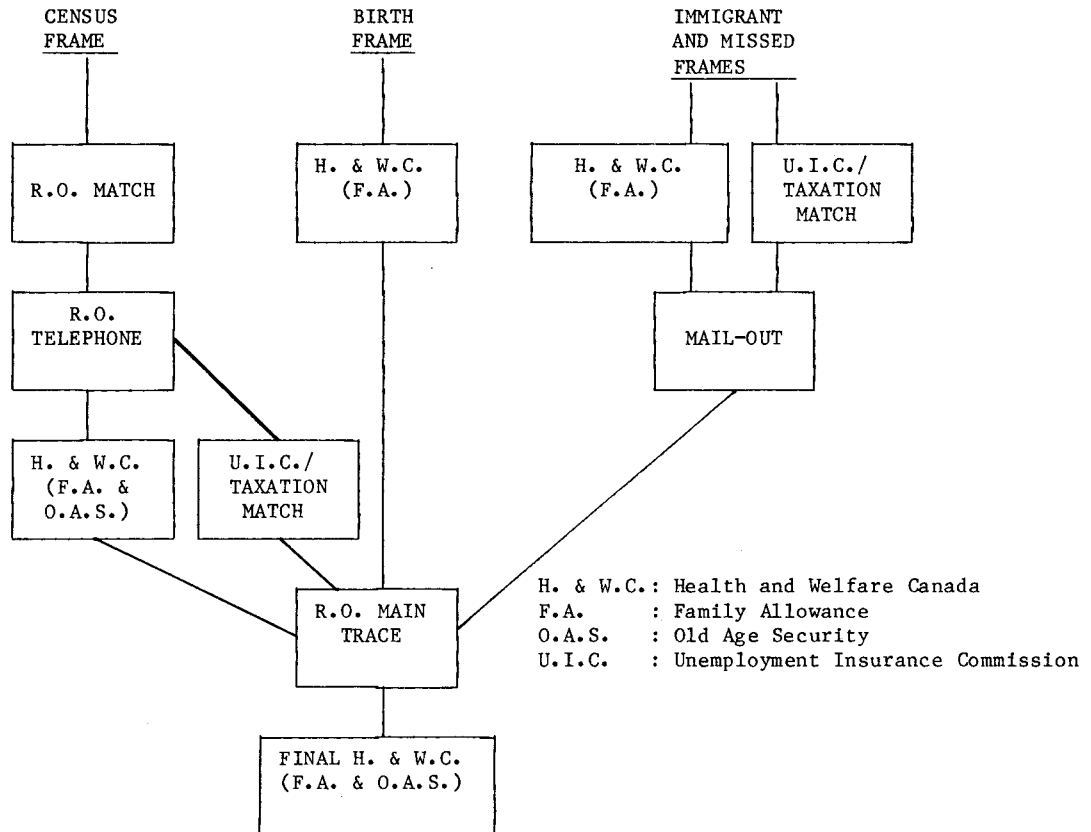 CENSUS
FRAME
BIRTH
FRAME
IMMIGRANT
AND MISSED
FRAMES
R.O. MATCH
H. & W.C.
(F.A.)
H. & W.C.
(F.A.)
U.I.C./
TAXATION
MATCH
R.O.
TELEPHONE
MAIL-OUT
H. & W.C.
(F.A. &
O.A.S.)
U.I.C./
TAXATION
MATCH
R.O. MAIN
TRACE
H. & W.C.: Health and Welfare Canada
F.A. : Family Allowance
O.A.S. : Old Age Security
U.I.C. : Unemployment Insurance Commission
FINAL H. & W.C.
(F.A. & O.A.S.)